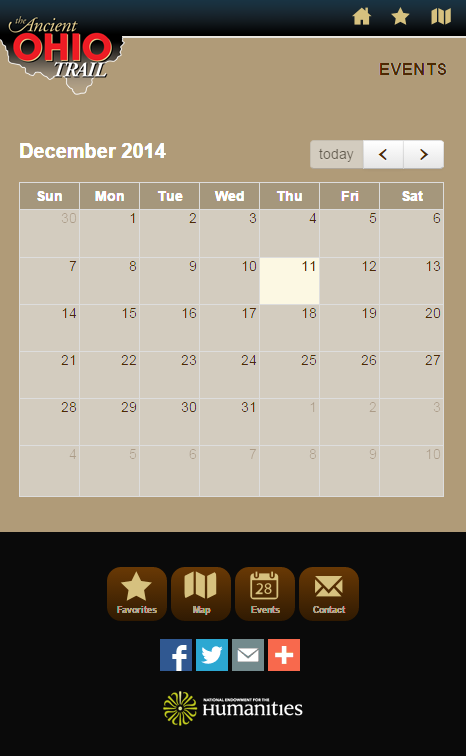 the Ancient
OHIO
TRAIL
EVENTS
December 2014
today
Sun Mon Tue Wed Thu Fri Sat
30 1 2 3 4 5 6
7 8 9 10 11 12 13
14 15 16 17 18 19 20
21 22 23 24 25 26 27
28 29 30 31 1 2 3
4 5 6 7 8 9 10
28
Favorites Map Events Contact
NATIONAL ENDOWMENT FOR THE
Humanities